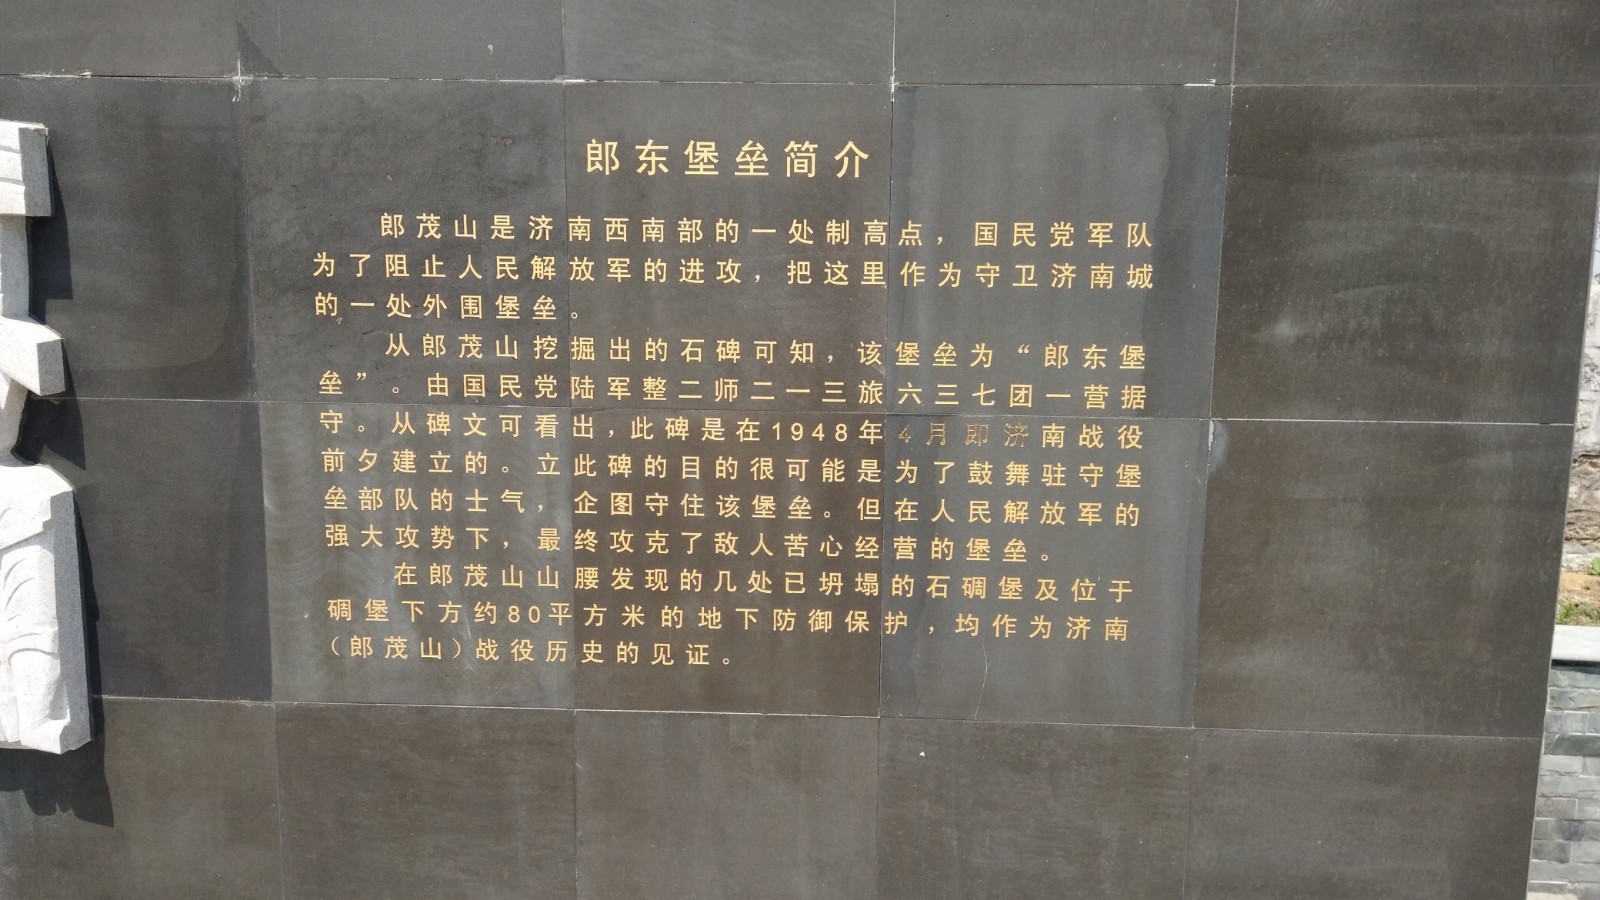 郎东堡垒简介
郎茂山是济南西南部的一处制高点，国民党军队
为了阻止人民解放军的进攻，把这里作为守卫济南城
的一处外围堡垒。
从郎茂山挖掘出的石碑可知，该堡垒为“郎东堡
垒”。由国民党陆军整二师二一三旅六三七团一营据
守。从碑文可看出，此碑是在1948年4月即济南战役
前夕建立的。立此碑的目的很可能是为了鼓舞驻守堡
垒部队的士气，企图守住该堡垒。但在人民解放军的
强大攻势下，最终攻克了敌人苦心经营的堡垒。
在郎茂山山腰发现的几处已坍塌的石碉堡及位于
碉堡下方约80平方米的地下防御保护，均作为济南
（郎茂山）战役历史的见证。